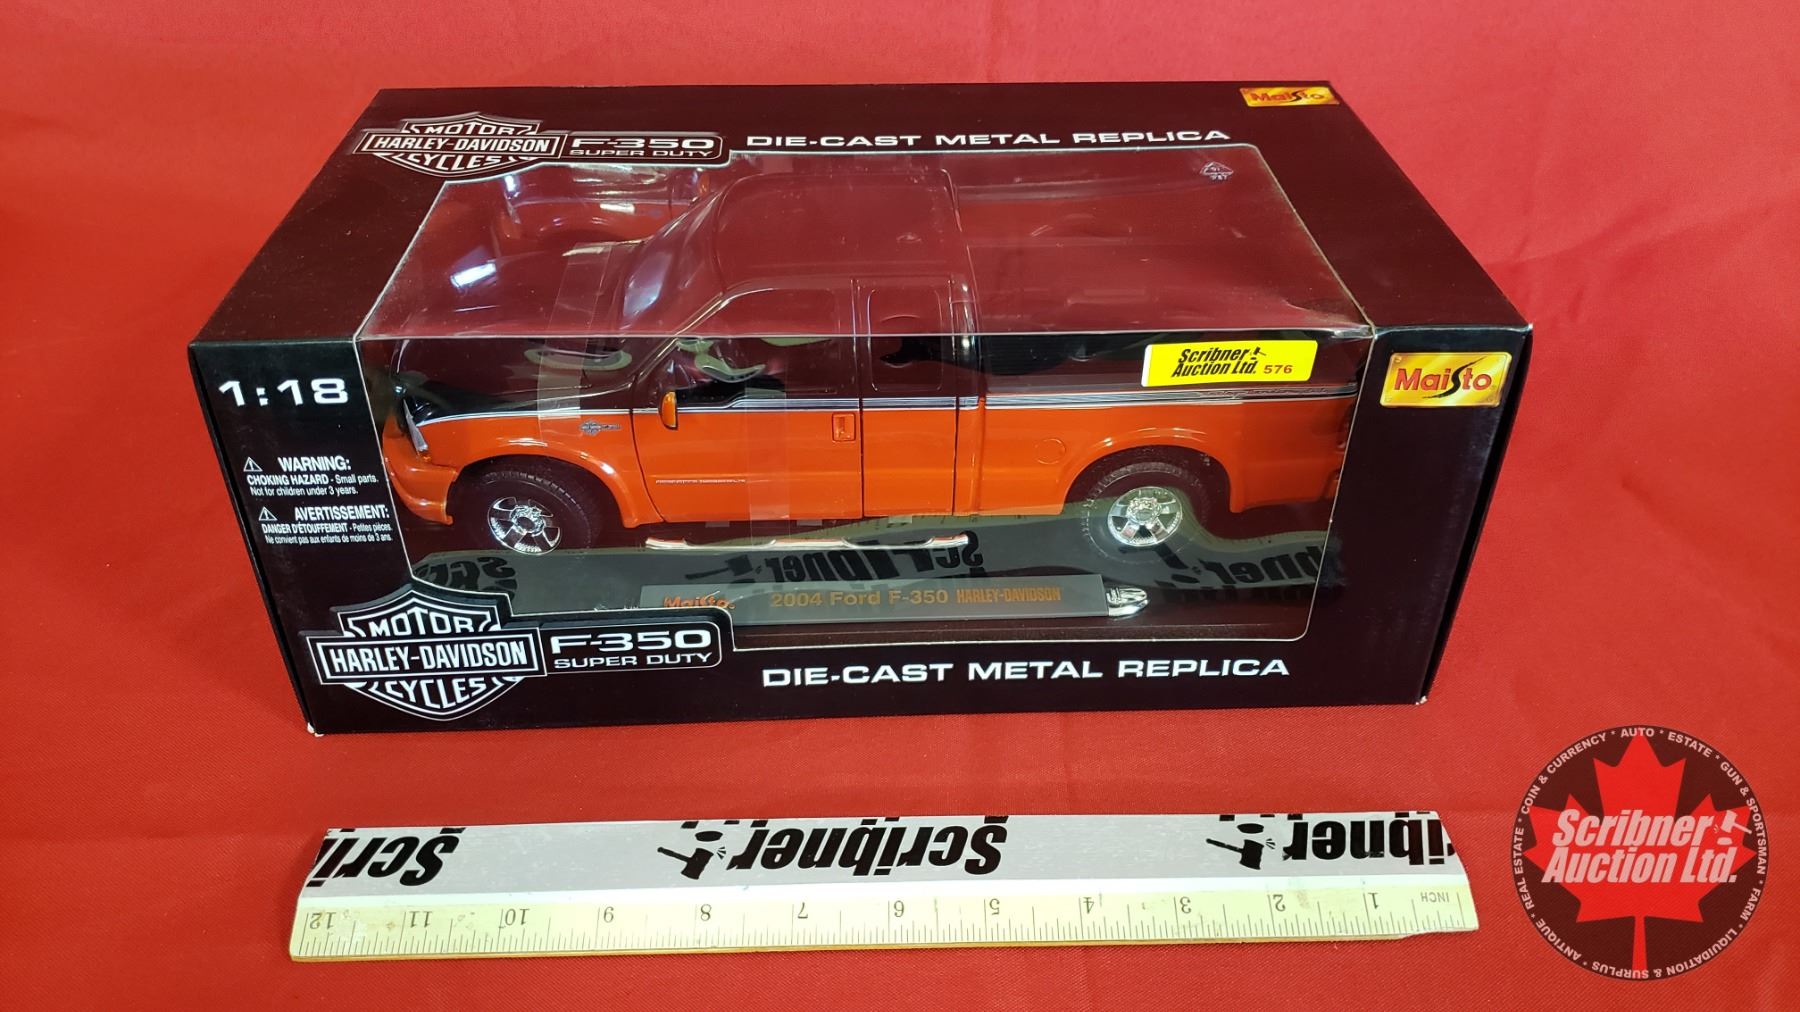 MOTOR
HARLEY-DAVIDSON
CYCLES
F-350
SUPER DUTY
DIE-CAST METAL REPLICA
Maisto
Scribner
Auction Ltd. 576
Maisto
1:18
WARNING:
CHOKING HAZARD - Small parts.
Not for children under 3 years.
AVERTISSEMENT:
DANGER D'ÉTOUFFEMENT - Petites pièces.
Ne convient pas aux enfants de moins de 3 ans.
Maisto. 2004 Ford F-350 HARLEY-DAVIDSON
MOTOR
HARLEY-DAVIDSON
CYCLES
F-350
SUPER DUTY
DIE-CAST METAL REPLICA
Scri
Scribner
Scribner
ibner
12 11 10 9 8 7 6 5 4 3 2 1 INCH
Scribner
Auction Ltd.
ANTIQUE * REAL ESTATE * COIN & CURRENCY * AUTO * ESTATE * GUN & SPORTSMAN * FARM * LIQUIDATION & SURPLUS *